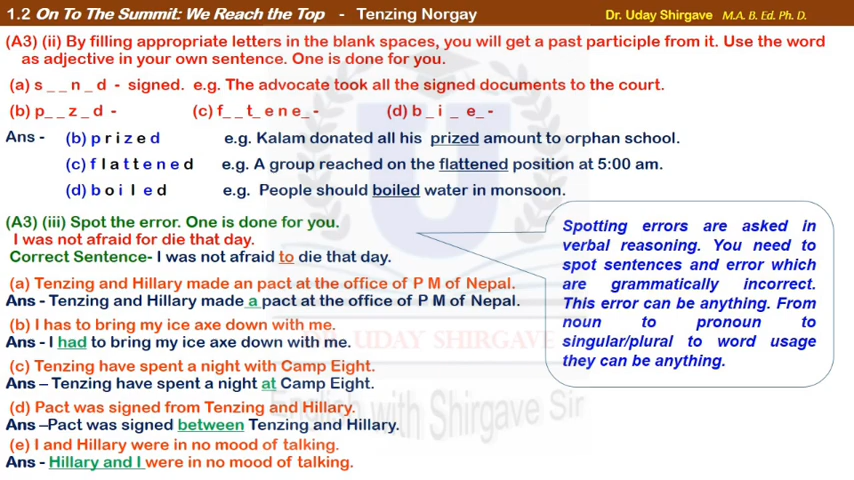 1.2 On To The Summit: We Reach the Top - Tenzing Norgay Dr. Uday Shirgave M.A. B. Ed. Ph. D.
(A3) (ii) By filling appropriate letters in the blank spaces, you will get a past participle from it. Use the word
as adjective in your own sentence. One is done for you.
(a) s _ _ n _ d - signed. e.g. The advocate took all the signed documents to the court.
(b) p_ _ z _ d - (c) f_ _ t_ e n e_ - (d) b _ i _ e_ -
Ans - (b) p r i z e d e.g. Kalam donated all his prized amount to orphan school.
(c) f l a t t e n e d e.g. A group reached on the flattened position at 5:00 am.
(d) b o i l e d e.g. People should boiled water in monsoon.
(A3) (iii) Spot the error. One is done for you.
I was not afraid for die that day.
Correct Sentence- I was not afraid to die that day.
(a) Tenzing and Hillary made an pact at the office of P M of Nepal.
Ans - Tenzing and Hillary made a pact at the office of P M of Nepal.
(b) I has to bring my ice axe down with me.
Ans - I had to bring my ice axe down with me.
(c) Tenzing have spent a night with Camp Eight.
Ans – Tenzing have spent a night at Camp Eight.
(d) Pact was signed from Tenzing and Hillary.
Ans –Pact was signed between Tenzing and Hillary.
(e) I and Hillary were in no mood of talking.
Ans - Hillary and I were in no mood of talking.
Spotting errors are asked in
verbal reasoning. You need to
spot sentences and error which
are grammatically incorrect.
This error can be anything. From
noun to pronoun to
singular/plural to word usage
they can be anything.
UDAY SHIRGAVE
English with Shirgave Sir